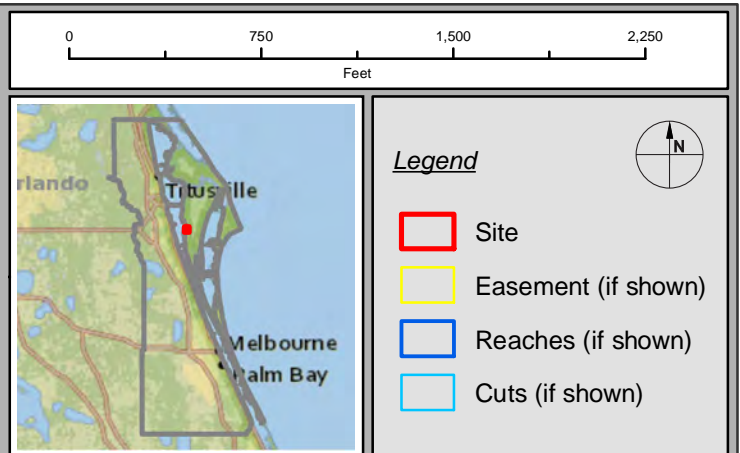 0 750 1,500 2,250
Feet
rlando
Titusville
Melbourne
Palm Bay
Legend
N
Site
Easement (if shown)
Reaches (if shown)
Cuts (if shown)